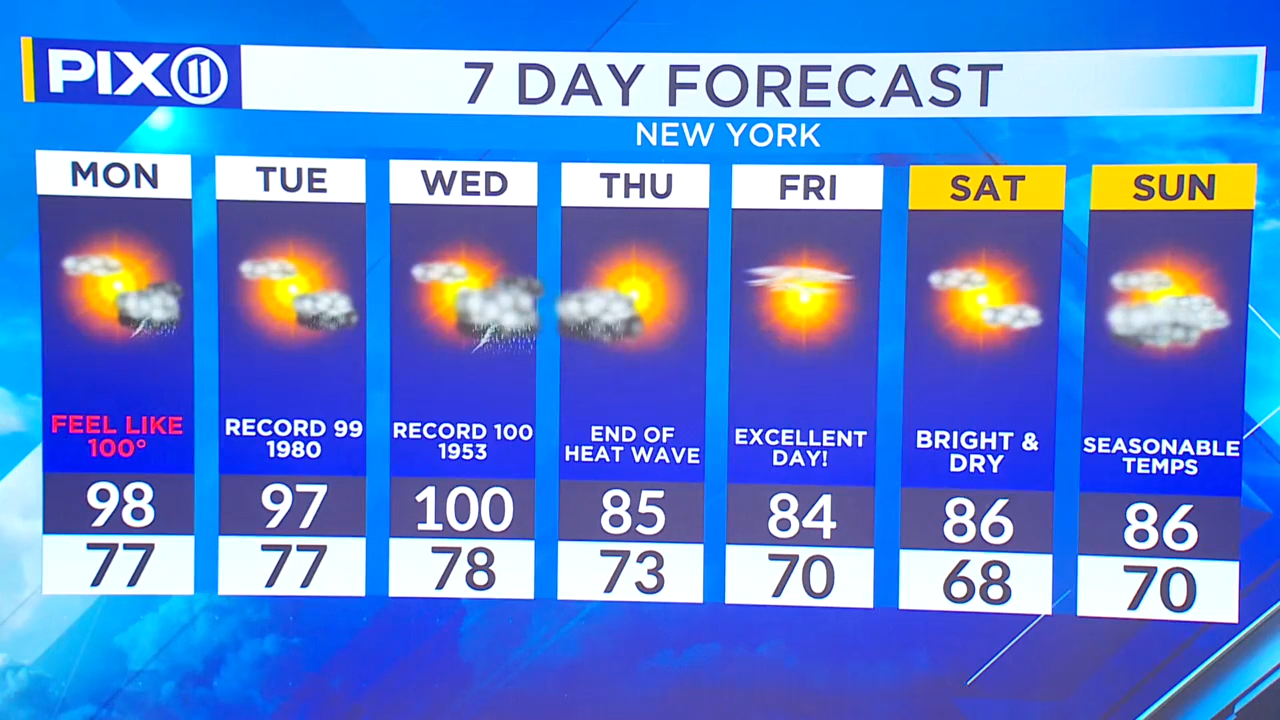 PIX 11
7 DAY FORECAST
NEW YORK
MON
FEEL LIKE
100°
98
77
TUE
RECORD 99
1980
97
77
WED
RECORD 100
1953
100
78
THU
END OF
HEAT WAVE
85
73
FRI
EXCELLENT
DAY!
84
70
SAT
BRIGHT &
DRY
86
68
SUN
SEASONABLE
TEMPS
86
70